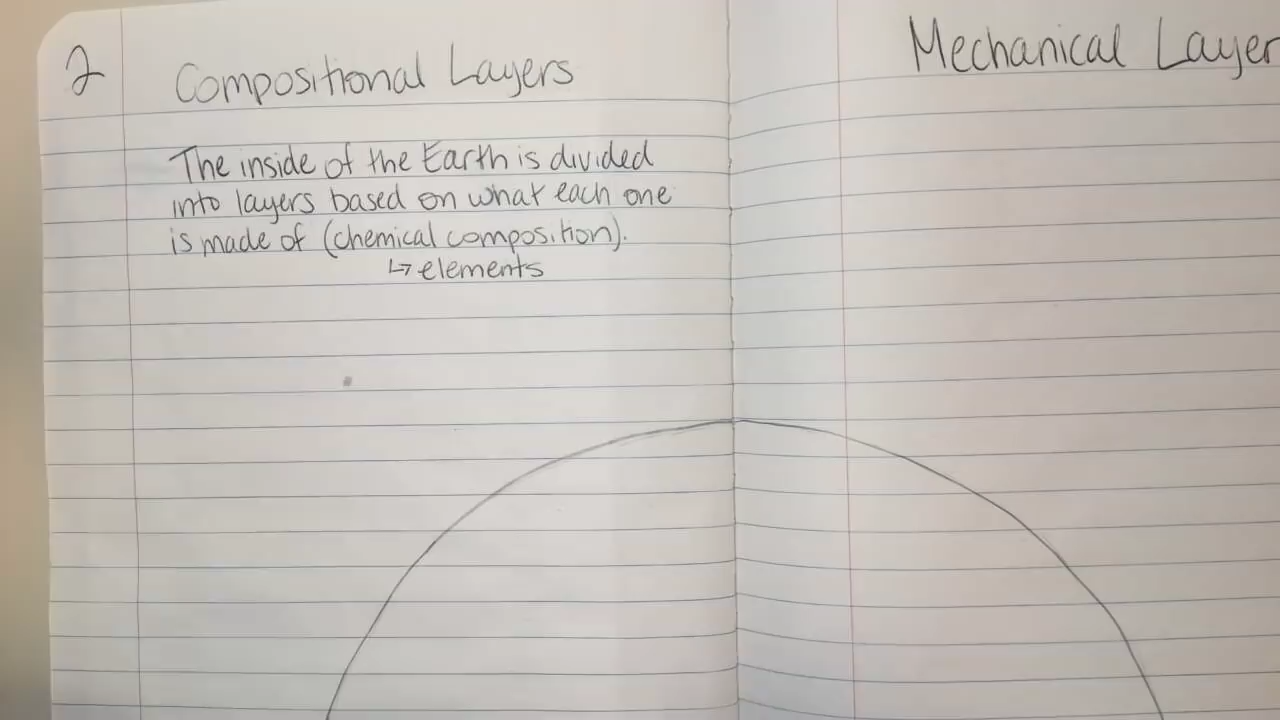 2
Compositional Layers
The inside of the Earth is divided
into layers based on what each one
is made of (chemical composition).
↳ elements
Mechanical Layer